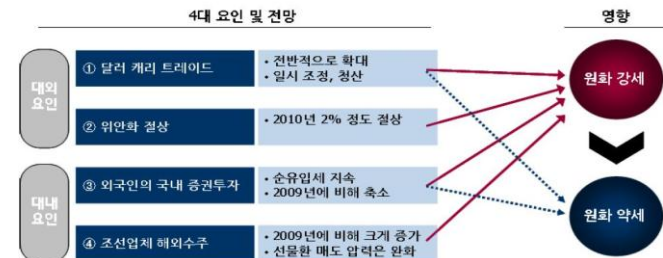 4대 요인 및 전망
영향
대외
요인
① 달러 캐리 트레이드
• 전반적으로 확대
• 일시 조정, 청산
원화 강세
② 위안화 절상
• 2010년 2% 정도 절상
대내
요인
③ 외국인의 국내 증권투자
• 순유입세 지속
• 2009년에 비해 축소
원화 약세
④ 조선업체 해외수주
• 2009년에 비해 크게 증가
• 선물환 매도 압력은 완화